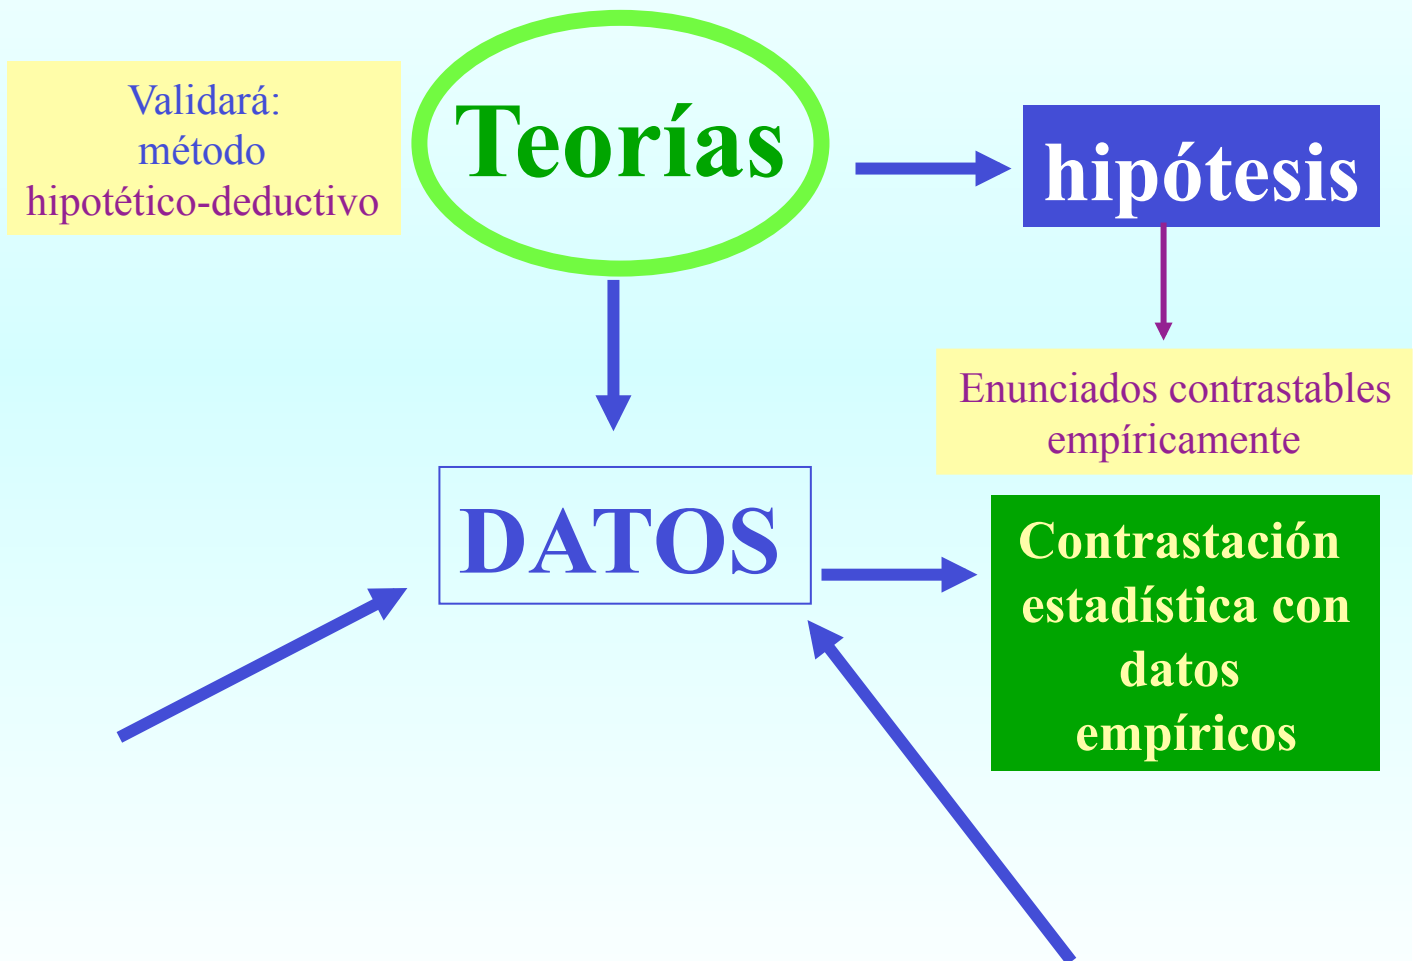 Validará:
método
hipotético-deductivo
Teorías
hipótesis
Enunciados contrastables
empíricamente
DATOS
Contrastación
estadística con
datos
empíricos